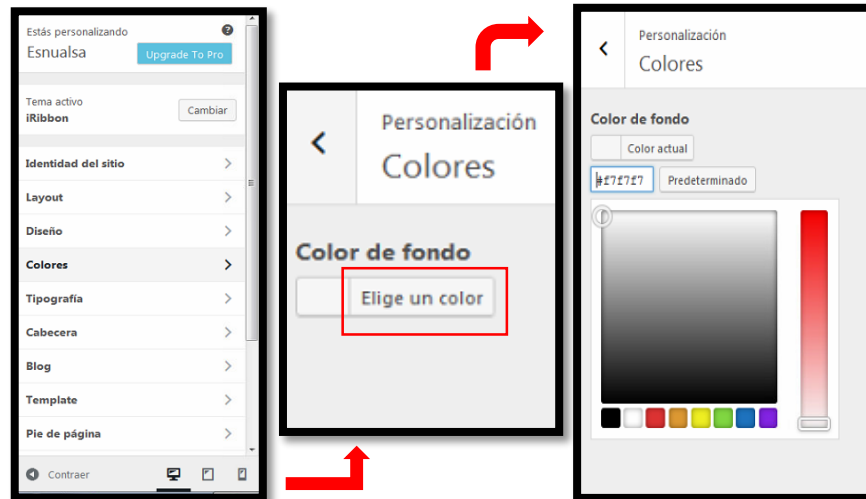 Estás personalizando
Esnualsa
Upgrade To Pro
Tema activo
iRibbon
Cambiar
Identidad del sitio
Layout
Diseño
Colores
Tipografía
Cabecera
Blog
Template
Pie de página
Contraer
Personalización
Colores
Color de fondo
Elige un color
Personalización
Colores
Color de fondo
Color actual
#f7f7f7
Predeterminado